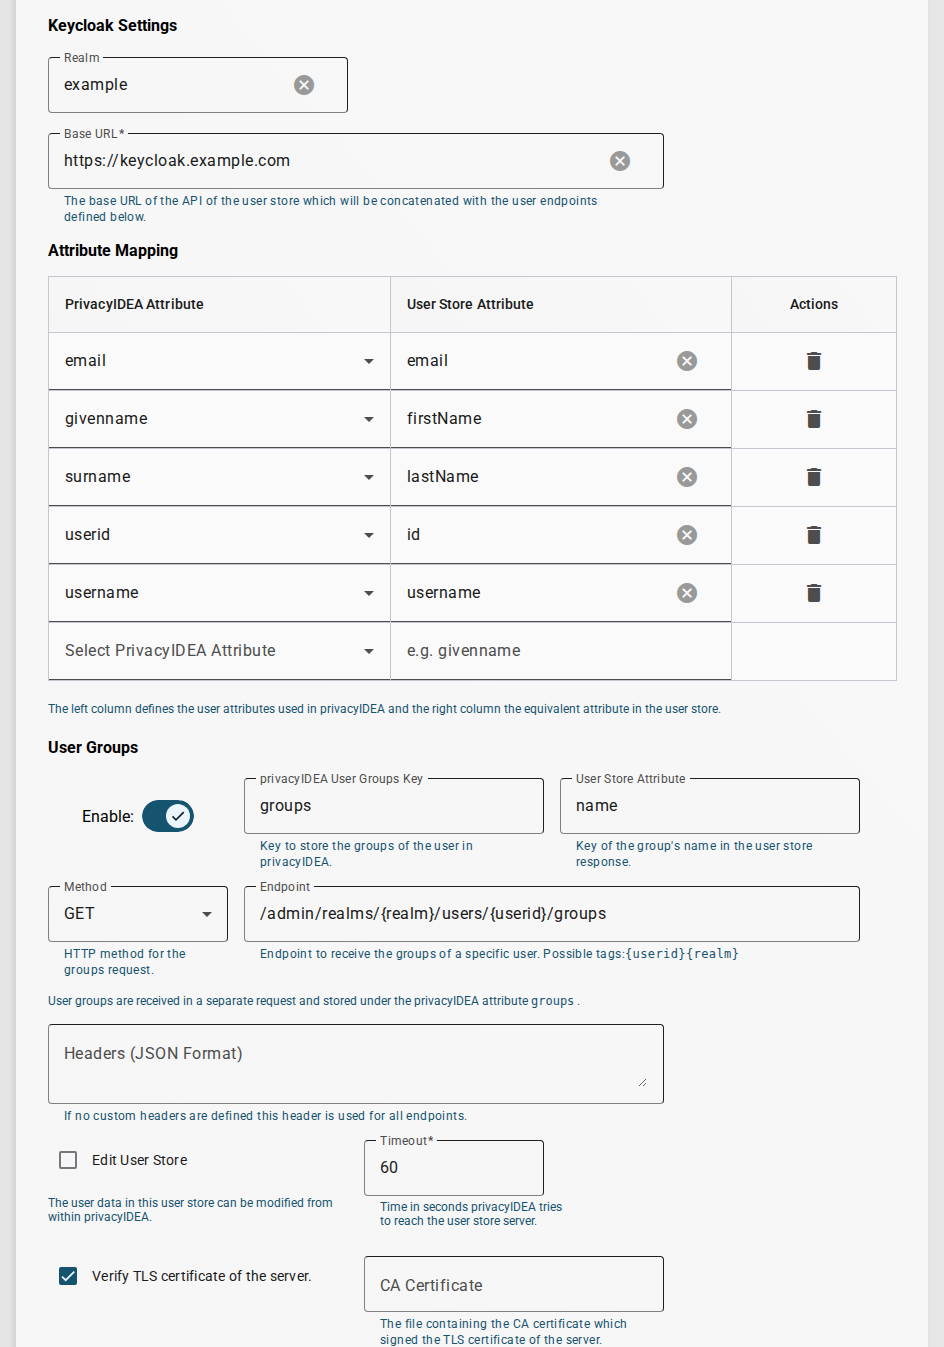 Keycloak Settings
Realm
example
Base URL*
https://keycloak.example.com
The base URL of the API of the user store which will be concatenated with the user endpoints
defined below.
Attribute Mapping
PrivacyIDEA Attribute User Store Attribute Actions
email email
givenname firstName
surname lastName
userid id
username username
Select PrivacyIDEA Attribute e.g. givenname
The left column defines the user attributes used in privacyIDEA and the right column the equivalent attribute in the user store.
User Groups
Enable:
privacyIDEA User Groups Key
groups
Key to store the groups of the user in
privacyIDEA.
User Store Attribute
name
Key of the group's name in the user store
response.
Method
GET
HTTP method for the
groups request.
Endpoint
/admin/realms/{realm}/users/{userid}/groups
Endpoint to receive the groups of a specific user. Possible tags:{userid}{realm}
User groups are received in a separate request and stored under the privacyIDEA attribute groups .
Headers (JSON Format)
If no custom headers are defined this header is used for all endpoints.
Edit User Store
The user data in this user store can be modified from
within privacyIDEA.
Timeout*
60
Time in seconds privacyIDEA tries
to reach the user store server.
Verify TLS certificate of the server.
CA Certificate
The file containing the CA certificate which
signed the TLS certificate of the server.